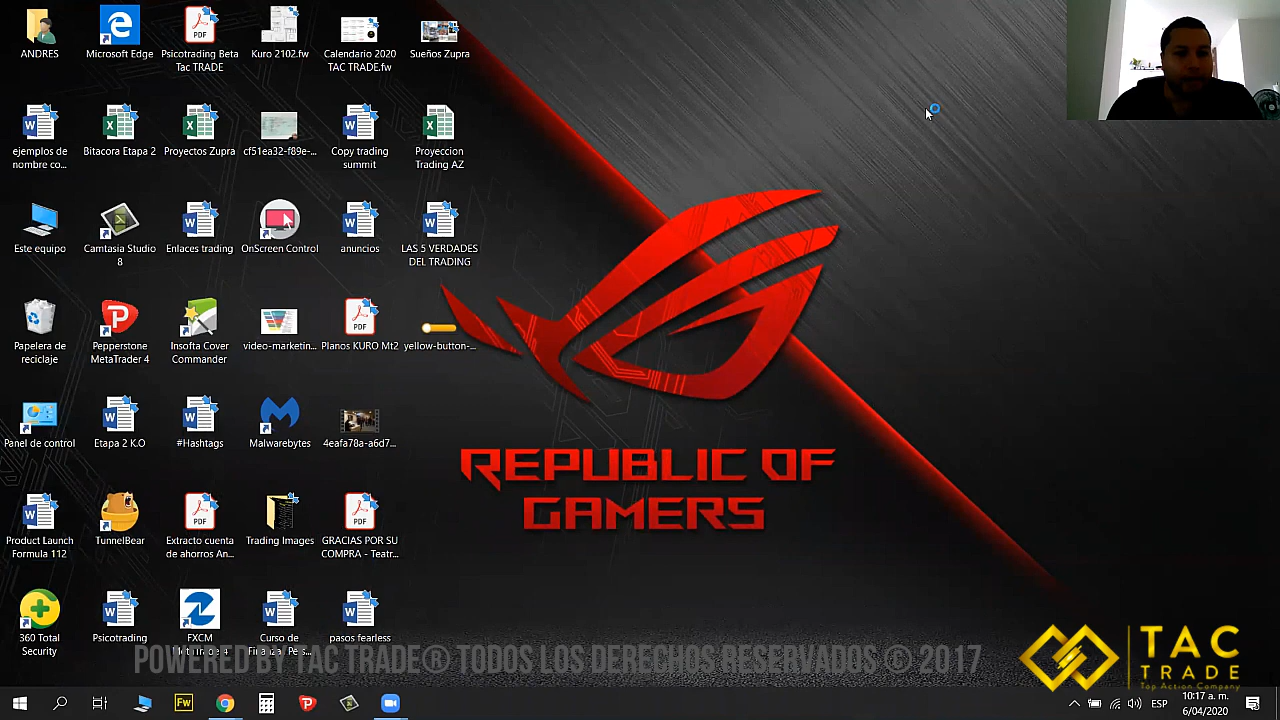 ANDRES
Microsoft Edge
Psicotrading Beta
Tac TRADE
Kuro 2102.fw
Calendario 2020
TAC TRADE.fw
Sueños Zupra
ejemplos de
nombre co...
Bitacora Etapa 2
Proyectos Zupra
cf51ea32-f89e-...
Copy trading
summit
Proyeccion
Trading AZ
Este equipo
Camtasia Studio
8
Enlaces trading
OnScreen Control
anuncios
LAS 5 VERDADES
DEL TRADING
Papelera de
reciclaje
Pepperstone
MetaTrader 4
Insofta Cover
Commander
video-marketin...
Planos KURO Mt2
yellow-button-...
Panel de control
Etapa 2 K.O
#Hashtags
Malwarebytes
4eafa78a-a6d7...
REPUBLIC OF
GAMERS
Product Launch
Formula 112
TunnelBear
Extracto cuenta
de ahorros An...
Trading Images
GRACIAS POR SU
COMPRA - Teatr...
360 Total
Security
Psicotrading
FXCM
MetaTrader 4
Curso de
pasos fearless
POWERED BY TAC TRADE® TODOS LOS DERECHOS RESERVADOS © 2017
TAC
TRADE
Top Action Company
Fw
ESP
10:17 a. m.
6/04/2020